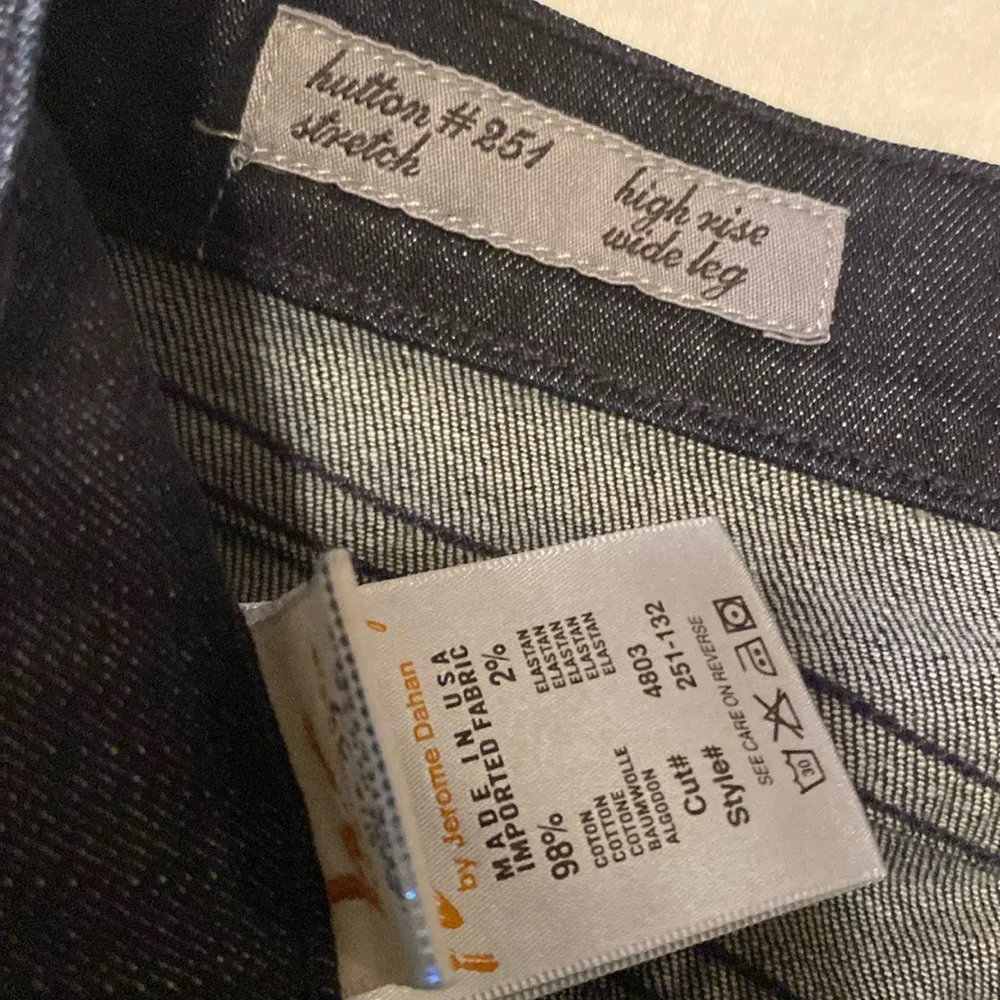 hutton #251
stretch
high rise
wide leg
by Jerome Dahan
MADE IN USA
IMPORTED FABRIC
98% 2%
COTON ELASTAN
COTTON ELASTAN
COTONE ELASTAN
BAUMWOLLE ELASTAN
ALGODON ELASTAN
Cut# 4803
Style# 251-132
SEE CARE ON REVERSE
30